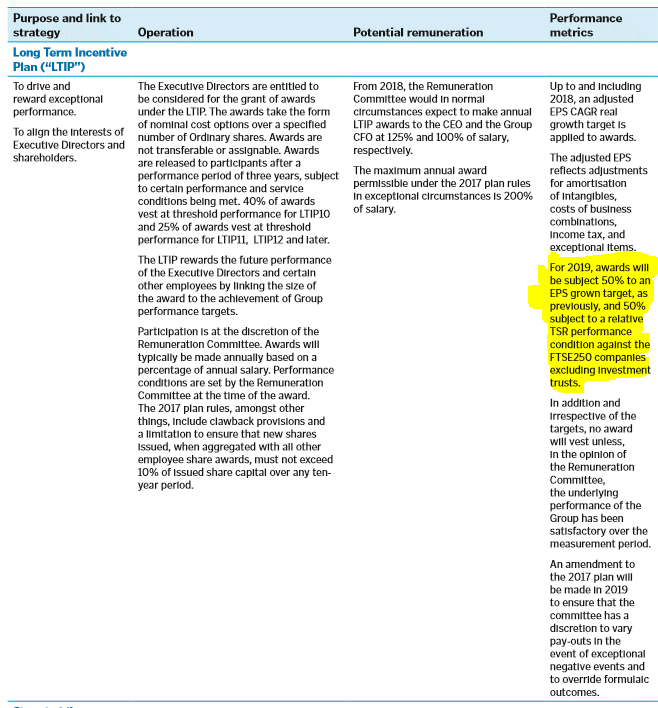 Purpose and link to strategy
Operation
Potential remuneration
Performance metrics
Long Term Incentive
Plan (“LTIP”)
To drive and
reward exceptional
performance.
To align the interests of
Executive Directors and
shareholders.
The Executive Directors are entitled to
be considered for the grant of awards
under the LTIP. The awards take the form
of nominal cost options over a specified
number of Ordinary shares. Awards are
not transferable or assignable. Awards
are released to participants after a
performance period of three years, subject
to certain performance and service
conditions being met. 40% of awards
vest at threshold performance for LTIP10
and 25% of awards vest at threshold
performance for LTIP11, LTIP12 and later.
The LTIP rewards the future performance
of the Executive Directors and certain
other employees by linking the size of
the award to the achievement of Group
performance targets.
Participation is at the discretion of the
Remuneration Committee. Awards will
typically be made annually based on a
percentage of annual salary. Performance
conditions are set by the Remuneration
Committee at the time of the award.
The 2017 plan rules, amongst other
things, include clawback provisions and
a limitation to ensure that new shares
issued, when aggregated with all other
employee share awards, must not exceed
10% of issued share capital over any ten-
year period.
From 2018, the Remuneration
Committee would in normal
circumstances expect to make annual
LTIP awards to the CEO and the Group
CFO at 125% and 100% of salary,
respectively.
The maximum annual award
permissible under the 2017 plan rules
in exceptional circumstances is 200%
of salary.
Up to and including
2018, an adjusted
EPS CAGR real
growth target is
applied to awards.
The adjusted EPS
reflects adjustments
for amortisation
of intangibles,
costs of business
combinations,
income tax, and
exceptional items.
For 2019, awards will
be subject 50% to an
EPS grown target, as
previously, and 50%
subject to a relative
TSR performance
condition against the
FTSE250 companies
excluding investment
trusts.
In addition and
irrespective of the
targets, no award
will vest unless,
in the opinion of
the Remuneration
Committee,
the underlying
performance of the
Group has been
satisfactory over the
measurement period.
An amendment to
the 2017 plan will
be made in 2019
to ensure that the
committee has a
discretion to vary
pay-outs in the
event of exceptional
negative events and
to override formulaic
outcomes.